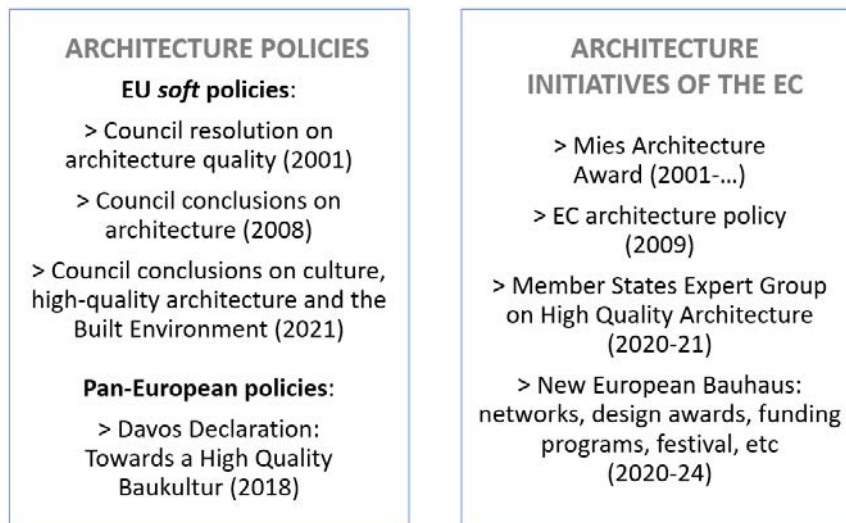 ARCHITECTURE POLICIES
EU soft policies:
> Council resolution on
architecture quality (2001)
> Council conclusions on
architecture (2008)
> Council conclusions on culture,
high-quality architecture and the
Built Environment (2021)
Pan-European policies:
> Davos Declaration:
Towards a High Quality
Baukultur (2018)
ARCHITECTURE
INITIATIVES OF THE EC
> Mies Architecture
Award (2001-...)
> EC architecture policy
(2009)
> Member States Expert Group
on High Quality Architecture
(2020-21)
> New European Bauhaus:
networks, design awards, funding
programs, festival, etc
(2020-24)